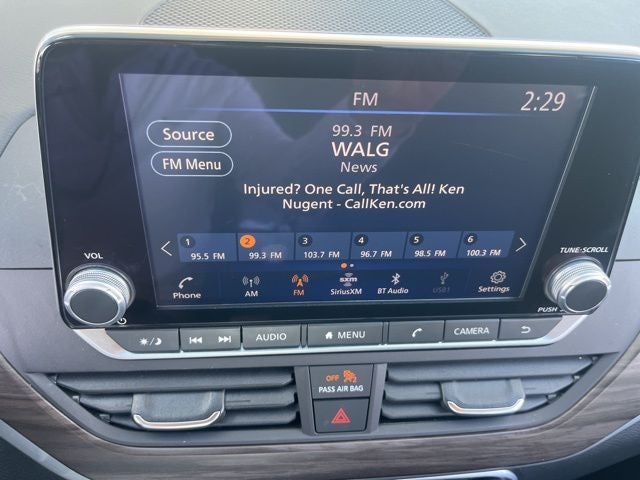 FM
2:29
Source
FM Menu
99.3 FM
WALG
News
Injured? One Call, That's All! Ken
Nugent - CallKen.com
1 2 3 4 5 6
95.5 FM 99.3 FM 103.7 FM 96.7 FM 98.5 FM 100.3 FM
Phone AM FM sxm SiriusXM BT Audio USB1 Settings
VOL
TUNE·SCROLL
PUSH
AUDIO MENU CAMERA
OFF 2
PASS AIR BAG